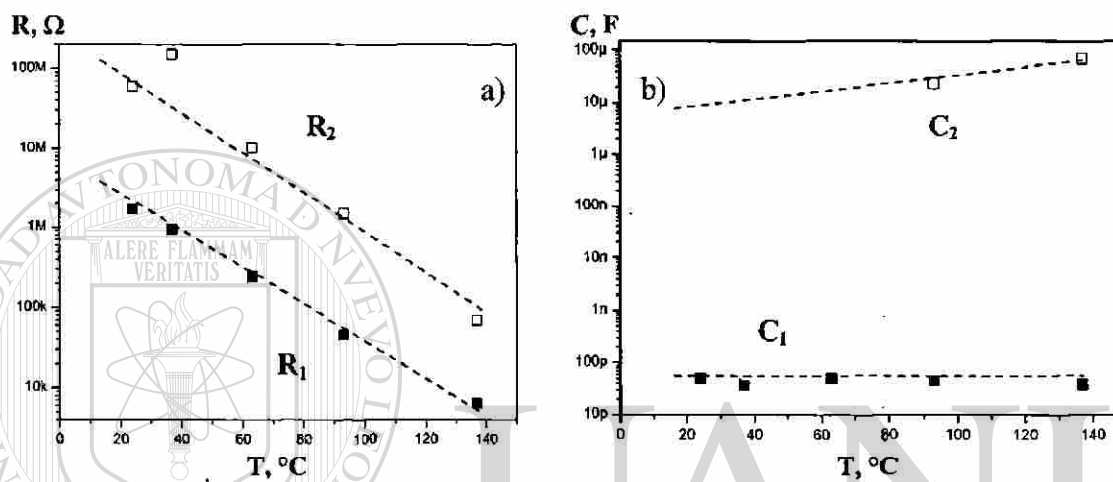 R, Ω
100M
10M
1M
100k
10k
a)
R₂
R₁
0 20 40 60 80 100 120 140
T, °C
C, F
100µ
10µ
1µ
100n
10n
1n
100p
10p
b)
C₂
C₁
0 20 40 60 80 100 120 140
T, °C
ALERE FLAMMAM
VERITATIS
UANL